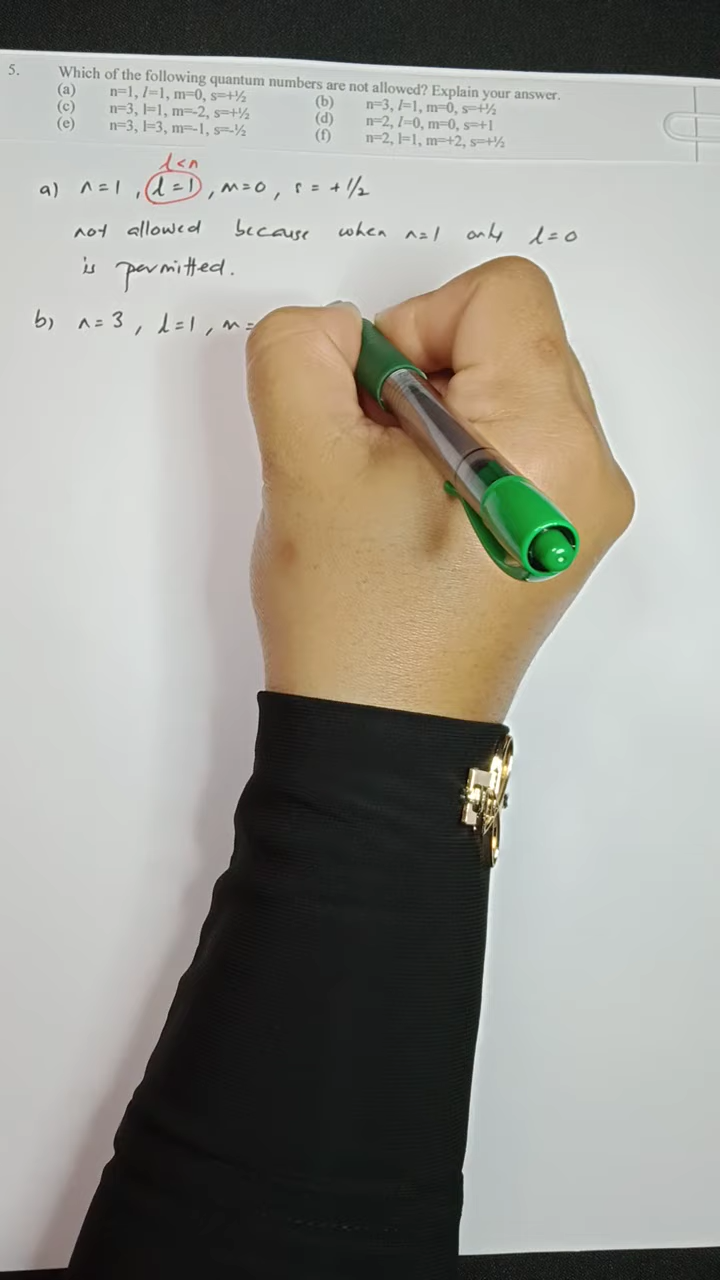 5. Which of the following quantum numbers are not allowed? Explain your answer.
(a) n=1, l=1, m=0, s=+½ (b) n=3, l=1, m=0, s=+½
(c) n=3, l=1, m=-2, s=+½ (d) n=2, l=0, m=0, s=+1
(e) n=3, l=3, m=-1, s=-½ (f) n=2, l=1, m=+2, s=+½
l<n
a) n=1, l=1, m=0, s=+1/2
not allowed because when n=1 only l=0
is permitted.
b) n=3, l=1, m=